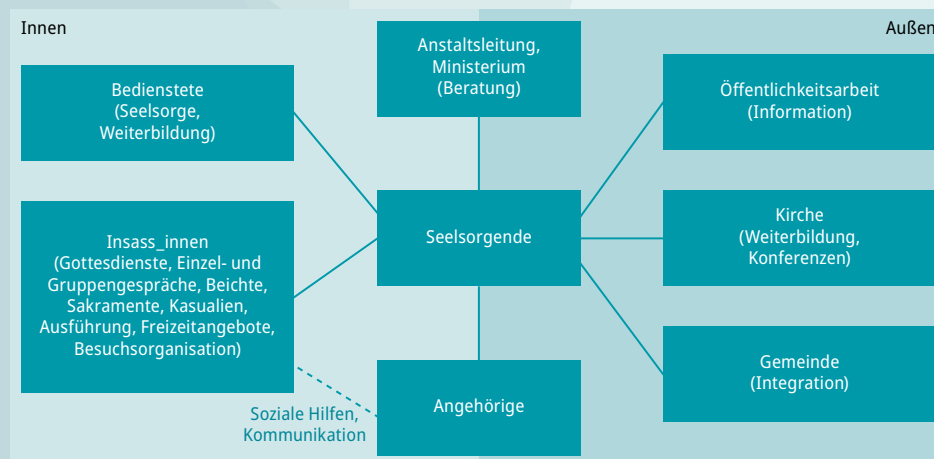 Innen
Außen
Anstaltsleitung,
Ministerium
(Beratung)
Bedienstete
(Seelsorge,
Weiterbildung)
Öffentlichkeitsarbeit
(Information)
Insass_innen
(Gottesdienste, Einzel- und
Gruppengespräche, Beichte,
Sakramente, Kasualien,
Ausführung, Freizeitangebote,
Besuchsorganisation)
Seelsorgende
Kirche
(Weiterbildung,
Konferenzen)
Soziale Hilfen,
Kommunikation
Angehörige
Gemeinde
(Integration)